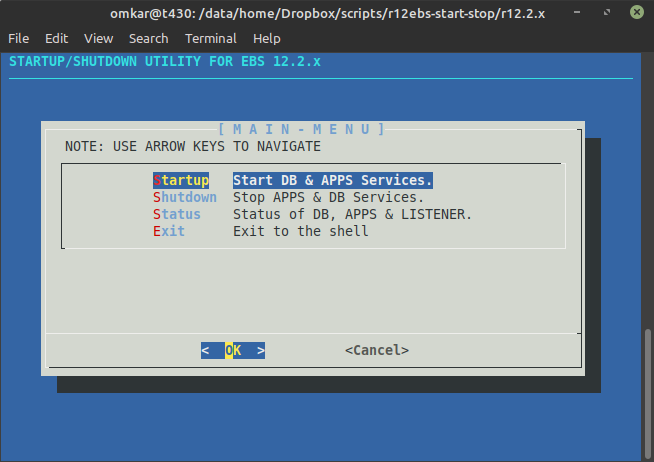 omkar@t430: /data/home/Dropbox/scripts/r12ebs-start-stop/r12.2.x
File Edit View Search Terminal Help
STARTUP/SHUTDOWN UTILITY FOR EBS 12.2.x
[ M A I N - M E N U ]
NOTE: USE ARROW KEYS TO NAVIGATE
Startup Start DB & APPS Services.
Shutdown Stop APPS & DB Services.
Status Status of DB, APPS & LISTENER.
Exit Exit to the shell
< OK > <Cancel>